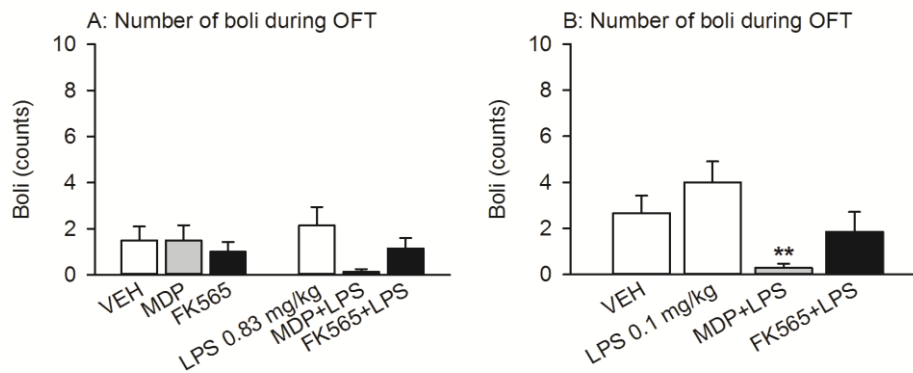 A: Number of boli during OFT
10
8
6
4
2
0
Boli (counts)
VEH
MDP
FK565
LPS 0.83 mg/kg
MDP+LPS
FK565+LPS
B: Number of boli during OFT
10
8
6
4
2
0
Boli (counts)
**
VEH
LPS 0.1 mg/kg
MDP+LPS
FK565+LPS